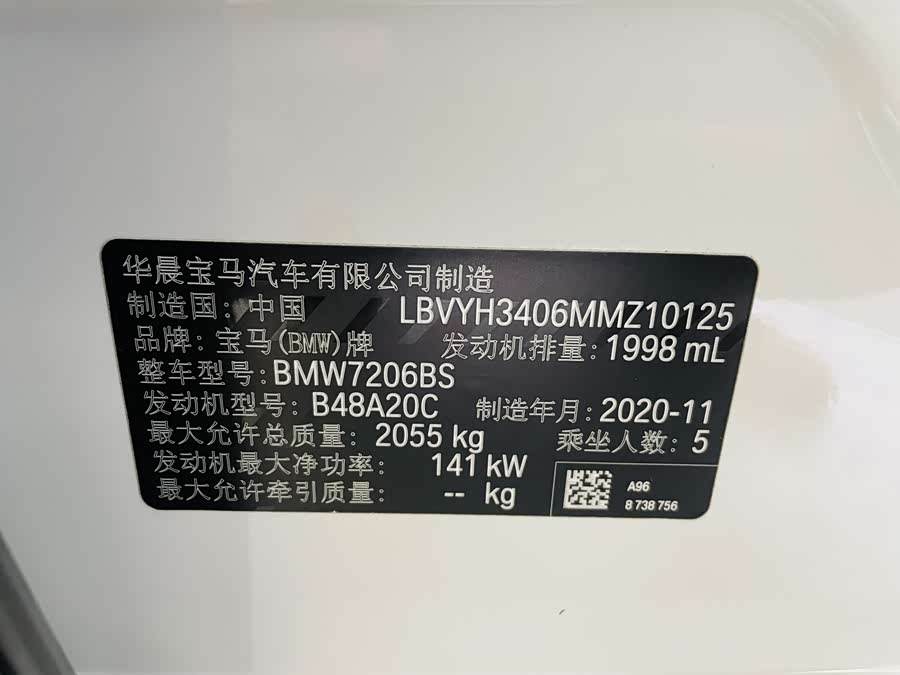 华晨宝马汽车有限公司制造
制造国：中国 LBVYH3406MMZ10125
品牌：宝马(BMW)牌 发动机排量：1998 mL
整车型号：BMW7206BS
发动机型号：B48A20C 制造年月：2020-11
最大允许总质量：2055 kg 乘坐人数：5
发动机最大净功率： 141 kW
最大允许牵引质量： -- kg
A96
8 738 756